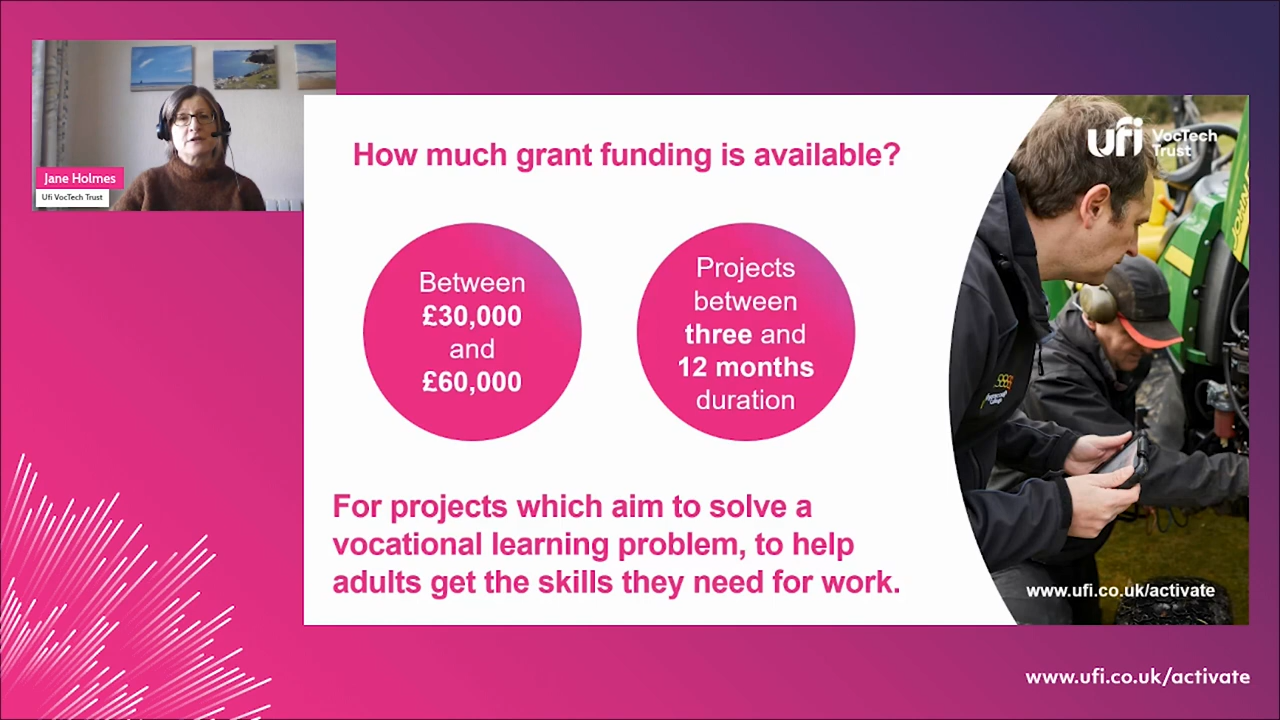 Jane Holmes
Ufi VocTech Trust
How much grant funding is available?
Between
£30,000
and
£60,000
Projects
between
three and
12 months
duration
For projects which aim to solve a
vocational learning problem, to help
adults get the skills they need for work.
ufi VocTech
Trust
JOHN
www.ufi.co.uk/activate
www.ufi.co.uk/activate